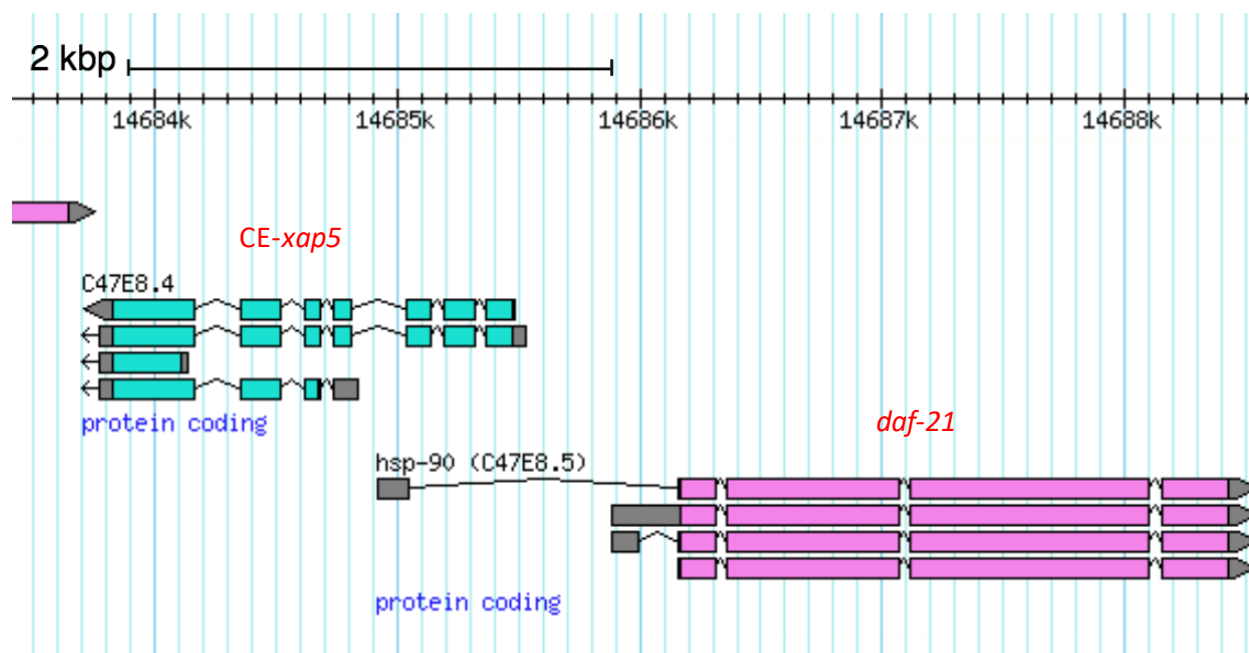 2 kbp
14684k 14685k 14686k 14687k 14688k
CE-xap5
C47E8.4
protein coding
daf-21
hsp-90 (C47E8.5)
protein coding